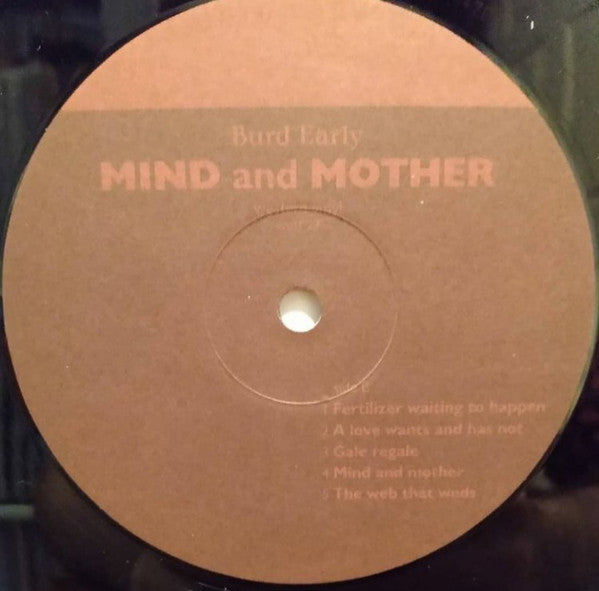 Burd Early
MIND and MOTHER
side
1 Fertilizer waiting to happen
2 A love wants and has not
3 Gale regale
4 Mind and mother
5 The web that